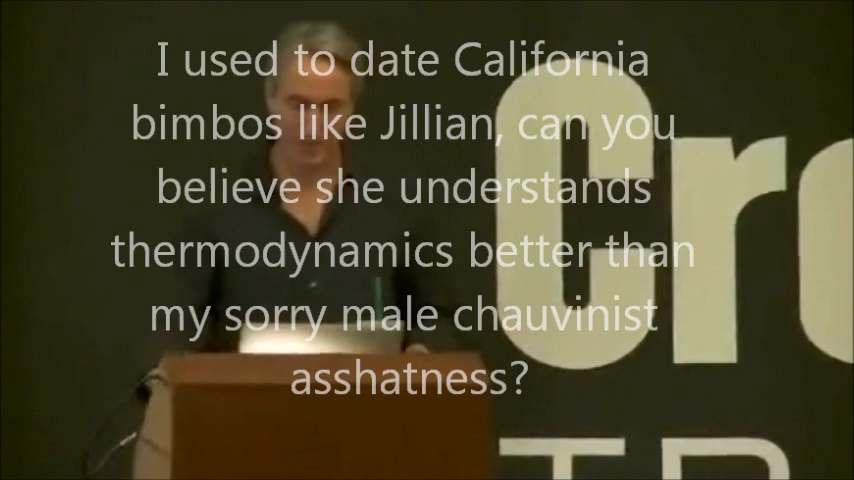 I used to date California
bimbos like Jillian, can you
believe she understands
thermodynamics better than
my sorry male chauvinist
asshatness?
Cr